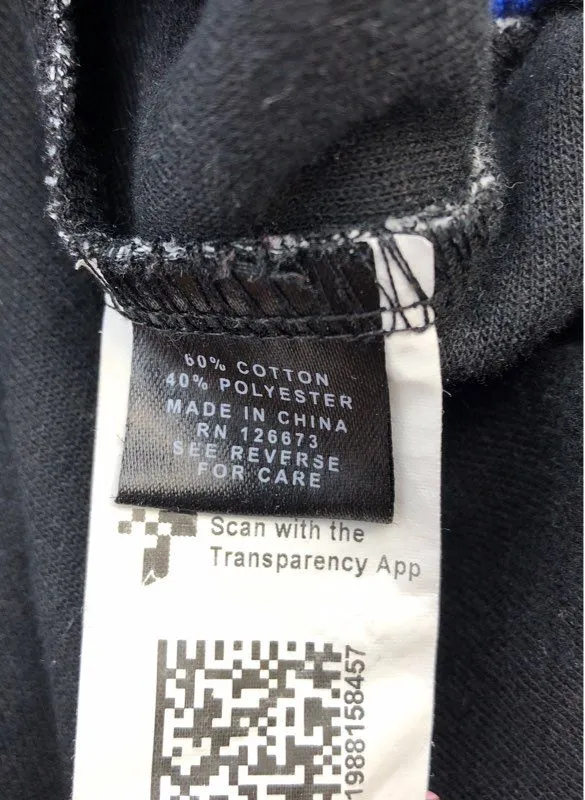 60% COTTON
40% POLYESTER
MADE IN CHINA
RN 126673
SEE REVERSE
FOR CARE
Scan with the
Transparency App
1988158457